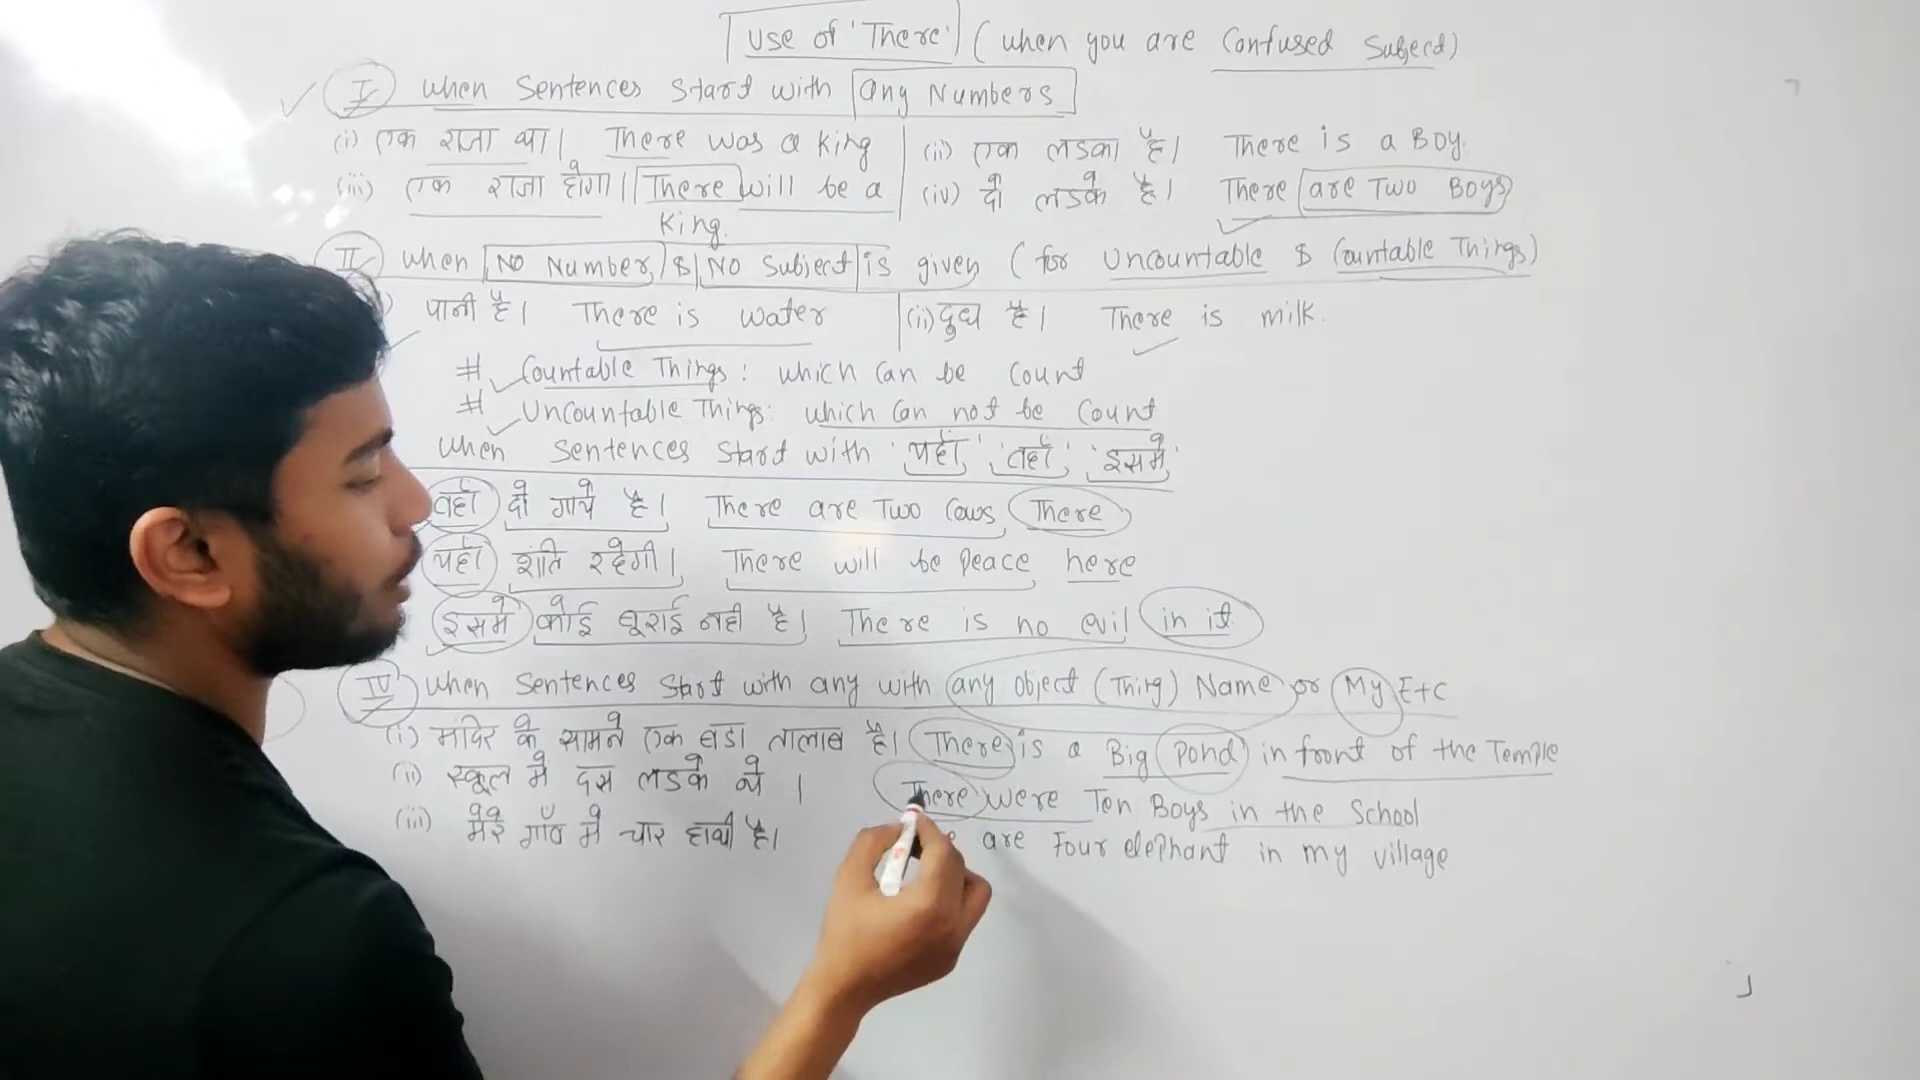 Use of 'There' (when you are Confused Subjecd)
I when Sentences Start with any Numbers
(i) एक राजा था। There was a king (ii) एक लडका है। There is a Boy.
(iii) एक राजा होगा। There will be a king. (iv) दो लडके है। There are Two Boys
II when NO Number, & NO Subject is given (for Uncountable & Countable Things)
) पानी है। There is water (ii) दुध है। There is milk.
# Countable Things: which Can be Count
# Uncountable Things: which Can not be Count
when Sentences Start with 'यहाँ' 'वहाँ' 'इसमे'
वहाँ दो गाये है। There are Two Cows There
यहाँ शांति रहेगी। There will be Peace here
इसमे कोई बूराई नही है। There is no evil in it
IV when Sentences Start with any with any object (Thing) Name or My Etc
(i) मंदिर के सामने एक बडा तालाब है। There is a Big Pond in front of the Temple
(ii) स्कूल मे दस लडके थे। There were Ten Boys in the School
(iii) मेरे गाँव मे चार हाथी है। are Four elephant in my village